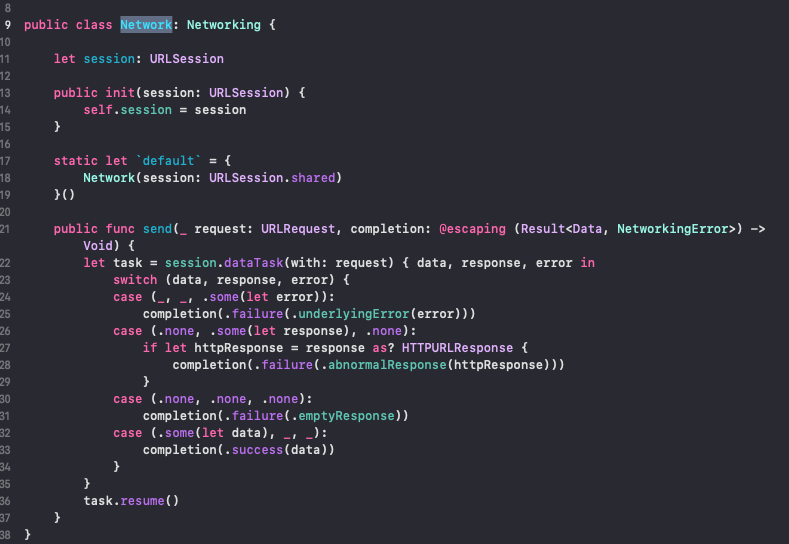 8
9 public class Network: Networking {
10
11     let session: URLSession
12
13     public init(session: URLSession) {
14         self.session = session
15     }
16
17     static let `default` = {
18         Network(session: URLSession.shared)
19     }()
20
21     public func send(_ request: URLRequest, completion: @escaping (Result<Data, NetworkingError>) ->
        Void) {
22         let task = session.dataTask(with: request) { data, response, error in
23             switch (data, response, error) {
24             case (_, _, .some(let error)):
25                 completion(.failure(.underlyingError(error)))
26             case (.none, .some(let response), .none):
27                 if let httpResponse = response as? HTTPURLResponse {
28                     completion(.failure(.abnormalResponse(httpResponse)))
29                 }
30             case (.none, .none, .none):
31                 completion(.failure(.emptyResponse))
32             case (.some(let data), _, _):
33                 completion(.success(data))
34             }
35         }
36         task.resume()
37     }
38 }